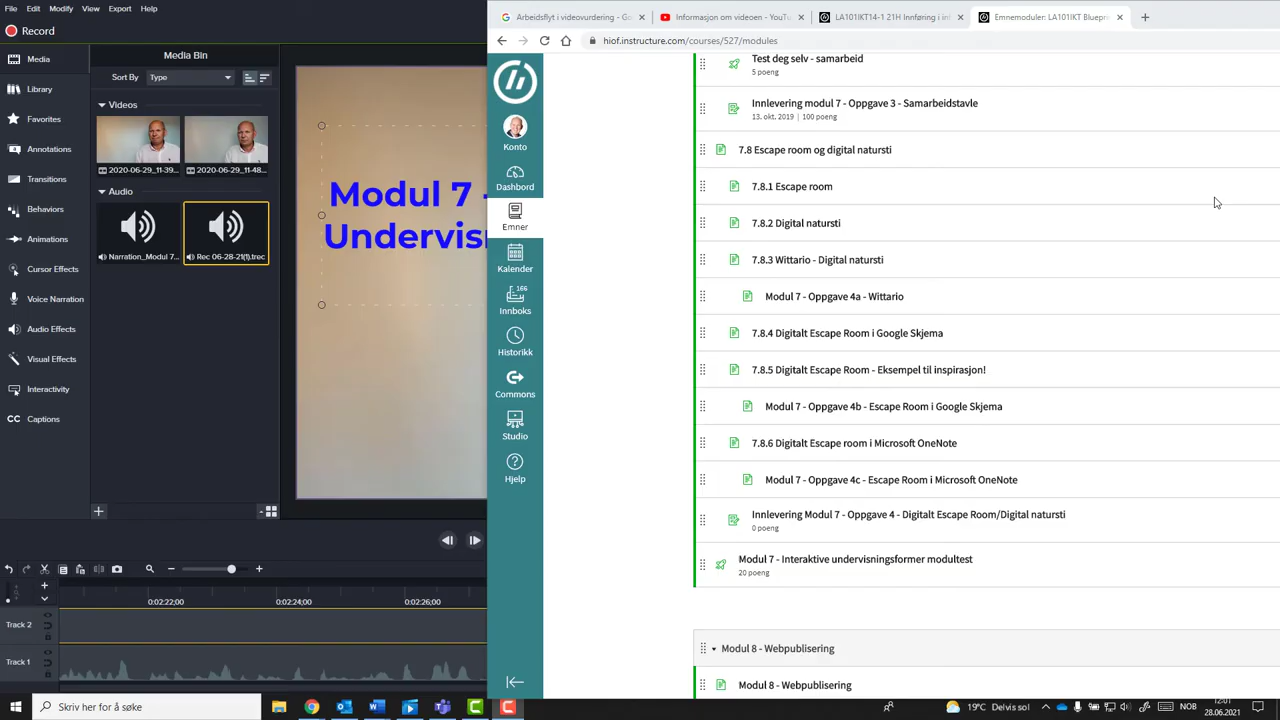 File
Edit
Modify
View
Export
Help
Record
Media
Library
Favorites
Annotations
Transitions
Behaviors
Animations
Cursor Effects
Voice Narration
Audio Effects
Visual Effects
Interactivity
Captions
Media Bin
Sort By Type
Videos
2020-06-29_11-39... 2020-06-29_11-48...
Audio
Narration_Modul 7... Rec 06-28-21(1).trec
Modul 7 -
0:02:22;00 0:02:24;00 0:02:26;00
Track 2
Track 1
Arbeidsflyt i videovurdering - Go
Informasjon om videoen - YouTu
LA101IKT14-1 21H Innføring i inf
Emnemoduler: LA101IKT Bluepri
hiof.instructure.com/courses/527/modules
Konto
Dashbord
Emner
Kalender
166
Innboks
Historikk
Commons
Studio
Hjelp
Test deg selv - samarbeid
5 poeng
Innlevering modul 7 - Oppgave 3 - Samarbeidstavle
13. okt. 2019 | 100 poeng
7.8 Escape room og digital natursti
7.8.1 Escape room
7.8.2 Digital natursti
7.8.3 Wittario - Digital natursti
Modul 7 - Oppgave 4a - Wittario
7.8.4 Digitalt Escape Room i Google Skjema
7.8.5 Digitalt Escape Room - Eksempel til inspirasjon!
Modul 7 - Oppgave 4b - Escape Room i Google Skjema
7.8.6 Digitalt Escape room i Microsoft OneNote
Modul 7 - Oppgave 4c - Escape Room i Microsoft OneNote
Innlevering Modul 7 - Oppgave 4 - Digitalt Escape Room/Digital natursti
0 poeng
Modul 7 - Interaktive undervisningsformer modultest
20 poeng
Modul 8 - Webpublisering
Modul 8 - Webpublisering
Skriv her for å søke
19°C Delvis sol
NOR
12:01
28.06.2021